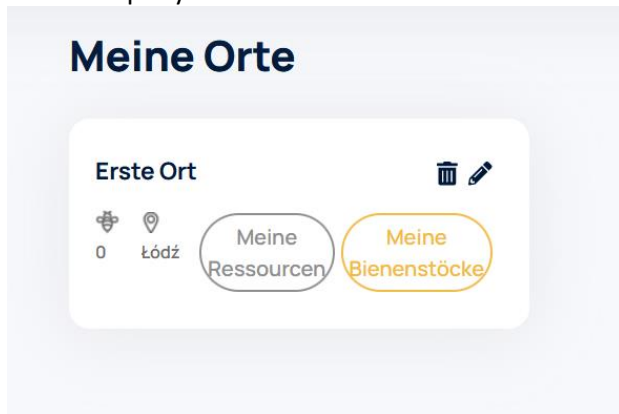 Meine Orte
Erste Ort
0 Łódź
Meine
Ressourcen
Meine
Bienenstöcke